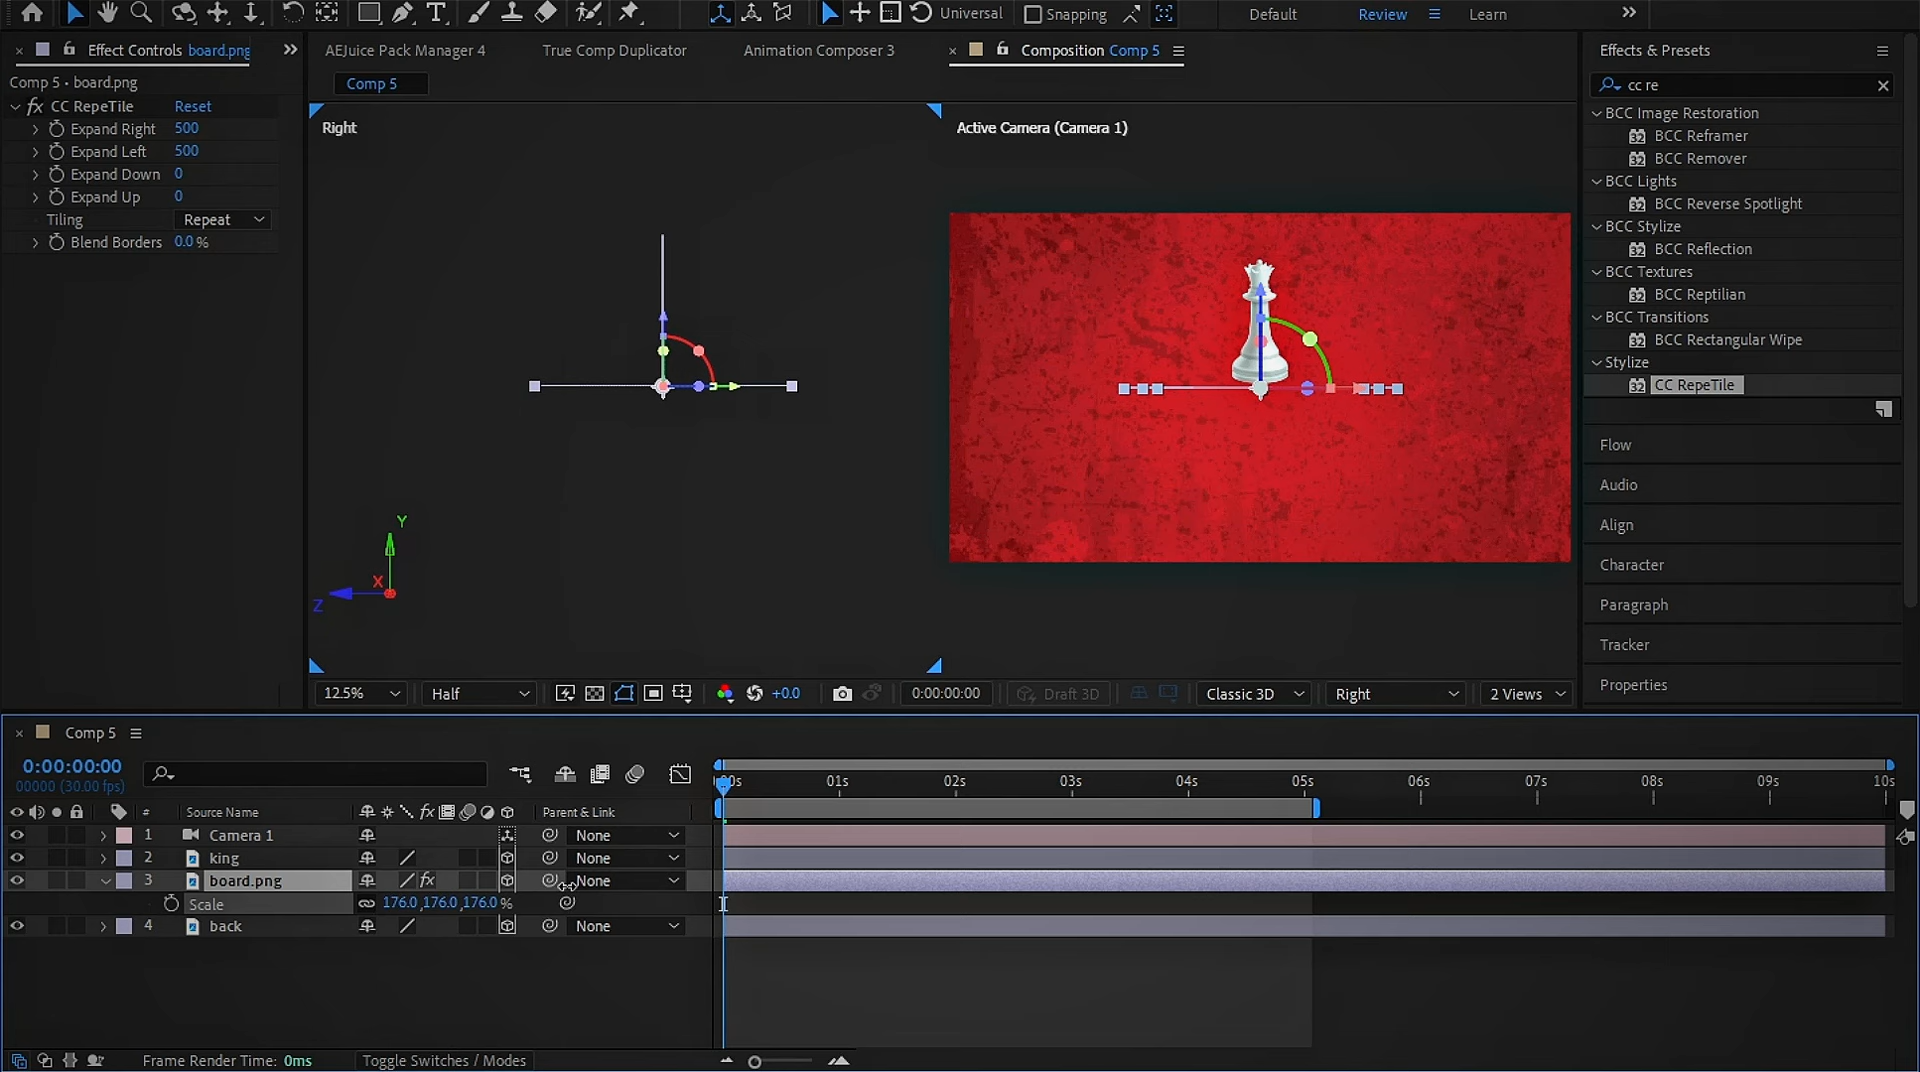 Universal
Snapping
Default
Review
Learn
Effect Controls board.png
AEJuice Pack Manager 4
True Comp Duplicator
Animation Composer 3
Composition Comp 5
Effects & Presets
Comp 5 • board.png
Comp 5
cc re
fx CC RepeTile
Reset
Expand Right 500
Expand Left 500
Expand Down 0
Expand Up 0
Tiling Repeat
Blend Borders 0.0 %
Right
Active Camera (Camera 1)
Y
X
Z
BCC Image Restoration
BCC Reframer
BCC Remover
BCC Lights
BCC Reverse Spotlight
BCC Stylize
BCC Reflection
BCC Textures
BCC Reptilian
BCC Transitions
BCC Rectangular Wipe
Stylize
CC RepeTile
Flow
Audio
Align
Character
Paragraph
Tracker
Properties
12.5%
Half
+0.0
0:00:00:00
Draft 3D
Classic 3D
Right
2 Views
Comp 5
0:00:00:00
00000 (30.00 fps)
00s 01s 02s 03s 04s 05s 06s 07s 08s 09s 10s
# Source Name fx Parent & Link
1 Camera 1 None
2 king None
3 board.png fx None
Scale 176.0,176.0,176.0 %
4 back None
Frame Render Time: 0ms
Toggle Switches / Modes